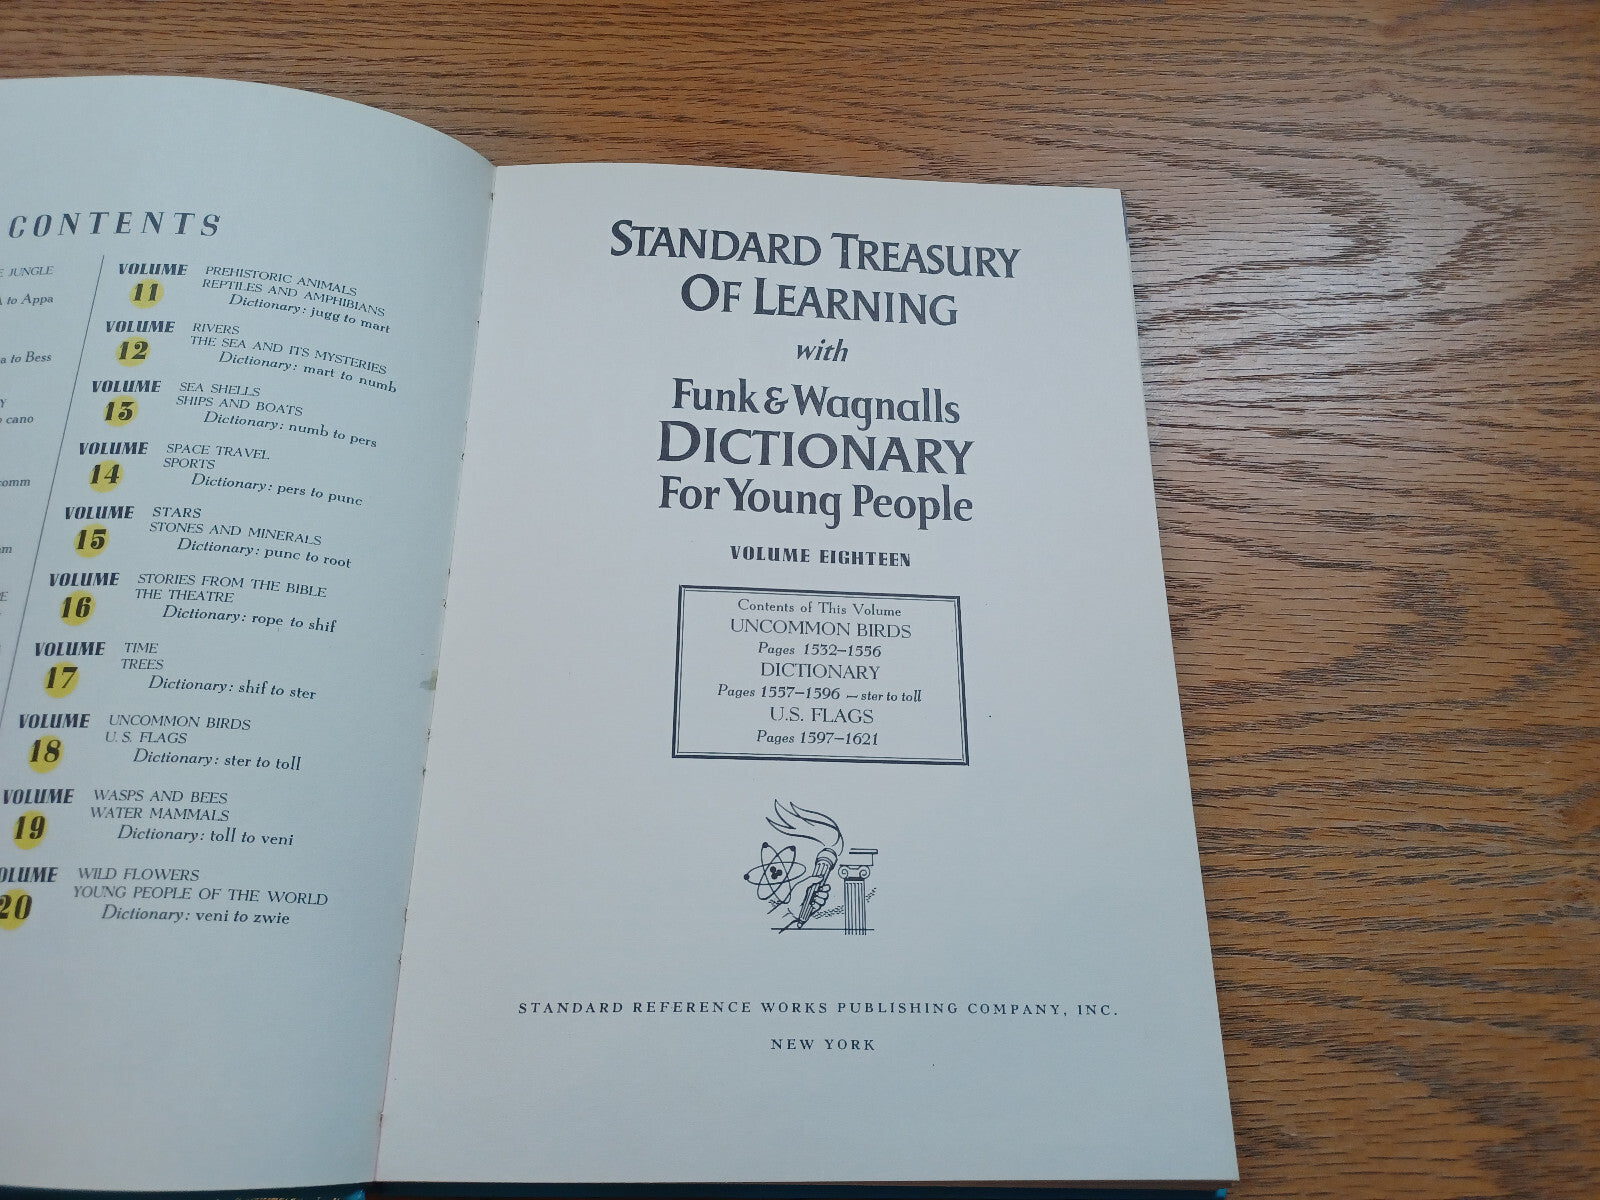 CONTENTS
JUNGLE
to Appa
to Bess
cano
comm
VOLUME 11
PREHISTORIC ANIMALS
REPTILES AND AMPHIBIANS
Dictionary: jugg to mart
VOLUME 12
RIVERS
THE SEA AND ITS MYSTERIES
Dictionary: mart to numb
VOLUME 13
SEA SHELLS
SHIPS AND BOATS
Dictionary: numb to pers
VOLUME 14
SPACE TRAVEL
SPORTS
Dictionary: pers to punc
VOLUME 15
STARS
STONES AND MINERALS
Dictionary: punc to root
VOLUME 16
STORIES FROM THE BIBLE
THE THEATRE
Dictionary: rope to shif
VOLUME 17
TIME
TREES
Dictionary: shif to ster
VOLUME 18
UNCOMMON BIRDS
U. S. FLAGS
Dictionary: ster to toll
VOLUME 19
WASPS AND BEES
WATER MAMMALS
Dictionary: toll to veni
OLUME 20
WILD FLOWERS
YOUNG PEOPLE OF THE WORLD
Dictionary: veni to zwie
STANDARD TREASURY
OF LEARNING
with
Funk & Wagnalls
DICTIONARY
For Young People
VOLUME EIGHTEEN
Contents of This Volume
UNCOMMON BIRDS
Pages 1532–1556
DICTIONARY
Pages 1557–1596 — ster to toll
U.S. FLAGS
Pages 1597–1621
STANDARD REFERENCE WORKS PUBLISHING COMPANY, INC.
NEW YORK